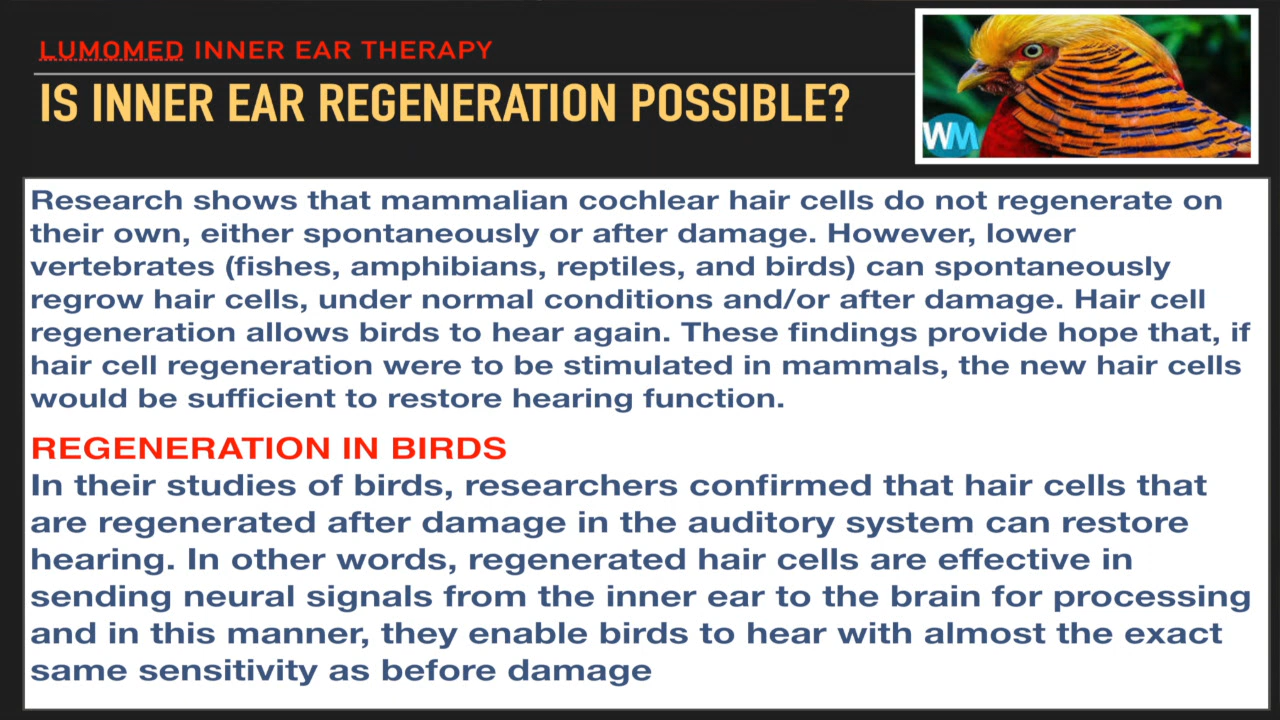 LUMOMED INNER EAR THERAPY
IS INNER EAR REGENERATION POSSIBLE?
WM
Research shows that mammalian cochlear hair cells do not regenerate on
their own, either spontaneously or after damage. However, lower
vertebrates (fishes, amphibians, reptiles, and birds) can spontaneously
regrow hair cells, under normal conditions and/or after damage. Hair cell
regeneration allows birds to hear again. These findings provide hope that, if
hair cell regeneration were to be stimulated in mammals, the new hair cells
would be sufficient to restore hearing function.
REGENERATION IN BIRDS
In their studies of birds, researchers confirmed that hair cells that
are regenerated after damage in the auditory system can restore
hearing. In other words, regenerated hair cells are effective in
sending neural signals from the inner ear to the brain for processing
and in this manner, they enable birds to hear with almost the exact
same sensitivity as before damage